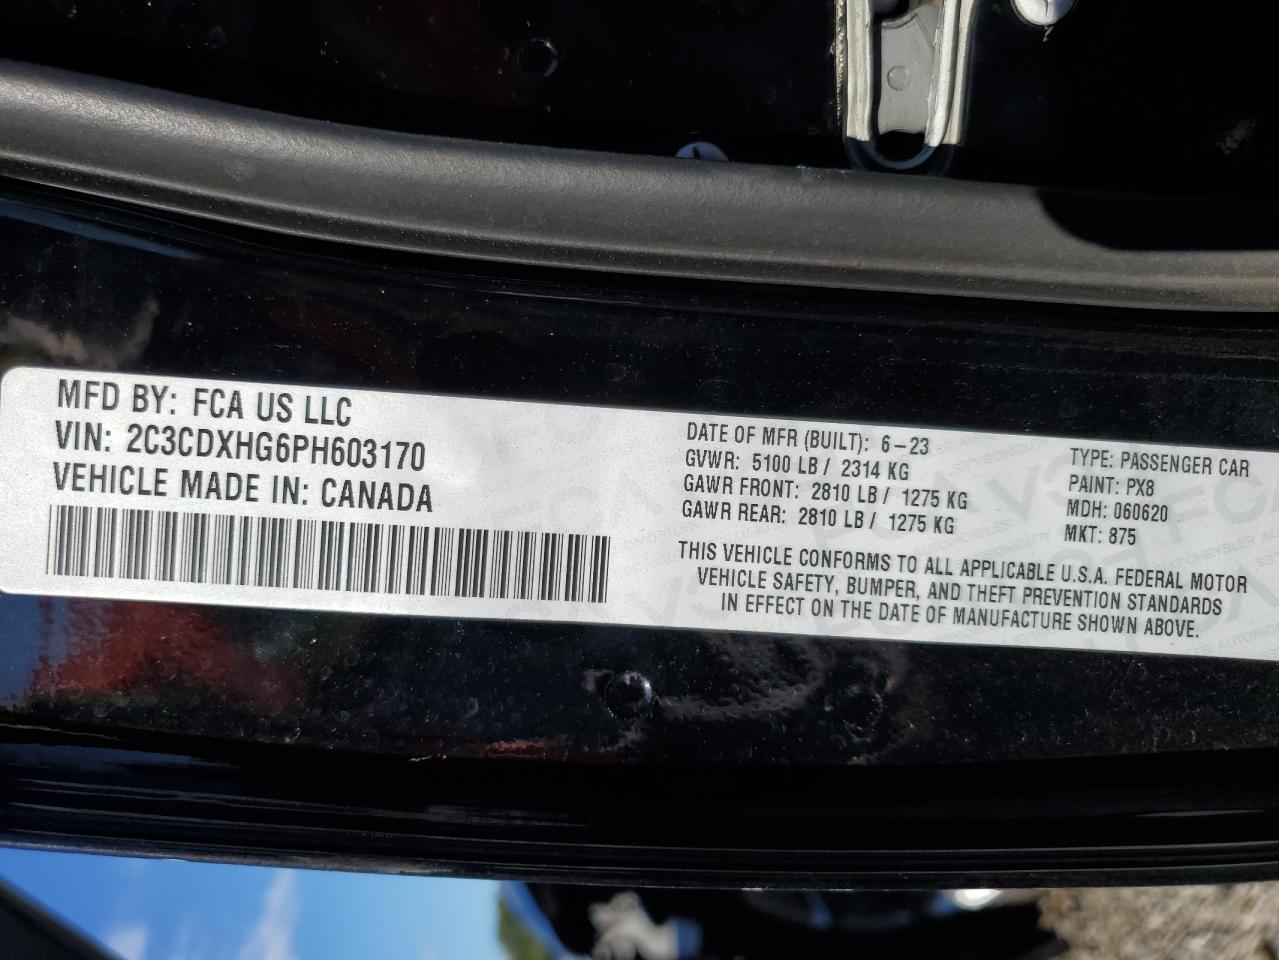 MFD BY: FCA US LLC
VIN: 2C3CDXHG6PH603170
VEHICLE MADE IN: CANADA
DATE OF MFR (BUILT): 6-23
GVWR: 5100 LB / 2314 KG
GAWR FRONT: 2810 LB / 1275 KG
GAWR REAR: 2810 LB / 1275 KG
TYPE: PASSENGER CAR
PAINT: PX8
MDH: 060620
MKT: 875
THIS VEHICLE CONFORMS TO ALL APPLICABLE U.S.A. FEDERAL MOTOR
VEHICLE SAFETY, BUMPER, AND THEFT PREVENTION STANDARDS
IN EFFECT ON THE DATE OF MANUFACTURE SHOWN ABOVE.